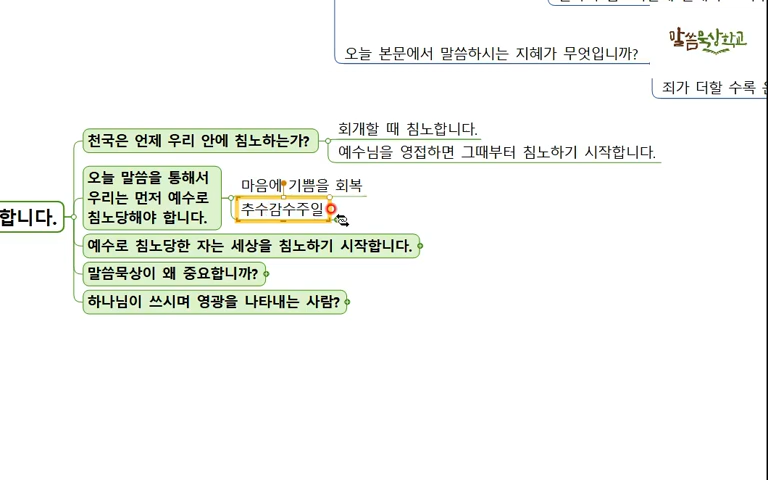 오늘 본문에서 말씀하시는 지혜가 무엇입니까?
말씀묵상학교
죄가 더할 수록
천국은 언제 우리 안에 침노하는가?
회개할 때 침노합니다.
예수님을 영접하면 그때부터 침노하기 시작합니다.
오늘 말씀을 통해서
우리는 먼저 예수로
침노당해야 합니다.
마음에 기쁨을 회복
추수감수주일
합니다.
예수로 침노당한 자는 세상을 침노하기 시작합니다.
말씀묵상이 왜 중요합니까?
하나님이 쓰시며 영광을 나타내는 사람?